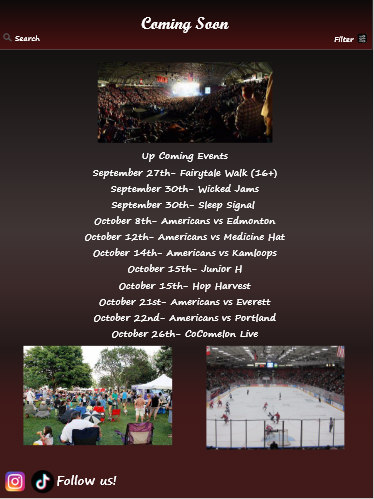 Coming Soon
Search
Filter
Up Coming Events
September 27th- Fairytale Walk (16+)
September 30th- Wicked Jams
September 30th- Sleep Signal
October 8th- Americans vs Edmonton
October 12th- Americans vs Medicine Hat
October 14th- Americans vs Kamloops
October 15th- Junior H
October 15th- Hop Harvest
October 21st- Americans vs Everett
October 22nd- Americans vs Portland
October 26th- CoComelon Live
Follow us!